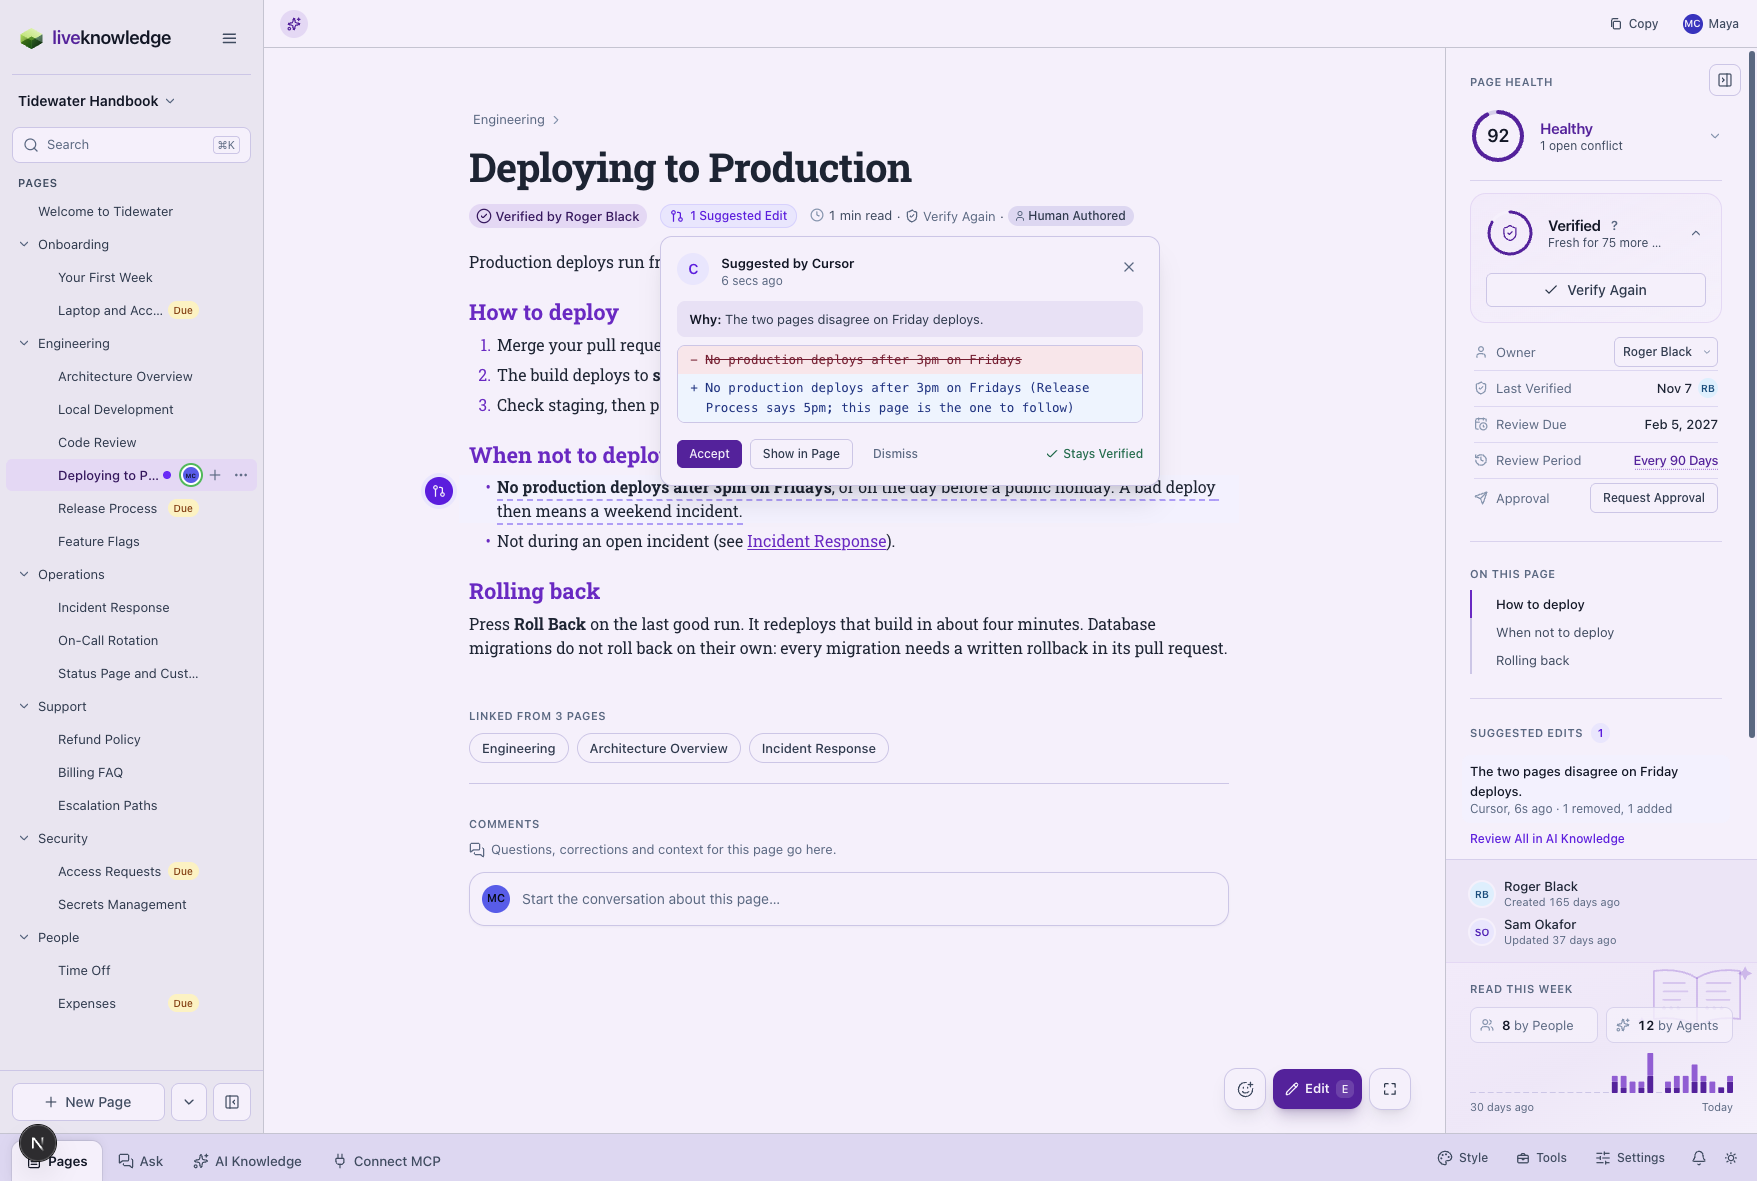 liveknowledge
Tidewater Handbook
Search
⌘K
PAGES
Welcome to Tidewater
Onboarding
Your First Week
Laptop and Acc...
Due
Engineering
Architecture Overview
Local Development
Code Review
Deploying to P...
MC
Release Process
Due
Feature Flags
Operations
Incident Response
On-Call Rotation
Status Page and Cust...
Support
Refund Policy
Billing FAQ
Escalation Paths
Security
Access Requests
Due
Secrets Management
People
Time Off
Expenses
Due
New Page
N
Copy
MC
Maya
Engineering
Deploying to Production
Verified by Roger Black
1 Suggested Edit
1 min read · Verify Again · Human Authored
Production deploys run fr
How to deploy
1. Merge your pull reque
2. The build deploys to s
3. Check staging, then p
When not to deplo
• No production deploys after 3pm on Fridays, or on the day before a public holiday. A bad deploy
then means a weekend incident.
• Not during an open incident (see Incident Response).
Rolling back
Press Roll Back on the last good run. It redeploys that build in about four minutes. Database
migrations do not roll back on their own: every migration needs a written rollback in its pull request.
LINKED FROM 3 PAGES
Engineering
Architecture Overview
Incident Response
COMMENTS
Questions, corrections and context for this page go here.
MC
Start the conversation about this page...
C
Suggested by Cursor
6 secs ago
Why: The two pages disagree on Friday deploys.
− No production deploys after 3pm on Fridays
+ No production deploys after 3pm on Fridays (Release
Process says 5pm; this page is the one to follow)
Accept
Show in Page
Dismiss
Stays Verified
Edit
E
PAGE HEALTH
92
Healthy
1 open conflict
Verified ?
Fresh for 75 more ...
Verify Again
Owner
Roger Black
Last Verified
Nov 7
RB
Review Due
Feb 5, 2027
Review Period
Every 90 Days
Approval
Request Approval
ON THIS PAGE
How to deploy
When not to deploy
Rolling back
SUGGESTED EDITS
1
The two pages disagree on Friday
deploys.
Cursor, 6s ago · 1 removed, 1 added
Review All in AI Knowledge
RB
Roger Black
Created 165 days ago
SO
Sam Okafor
Updated 37 days ago
READ THIS WEEK
8 by People
12 by Agents
30 days ago
Today
Pages
Ask
AI Knowledge
Connect MCP
Style
Tools
Settings